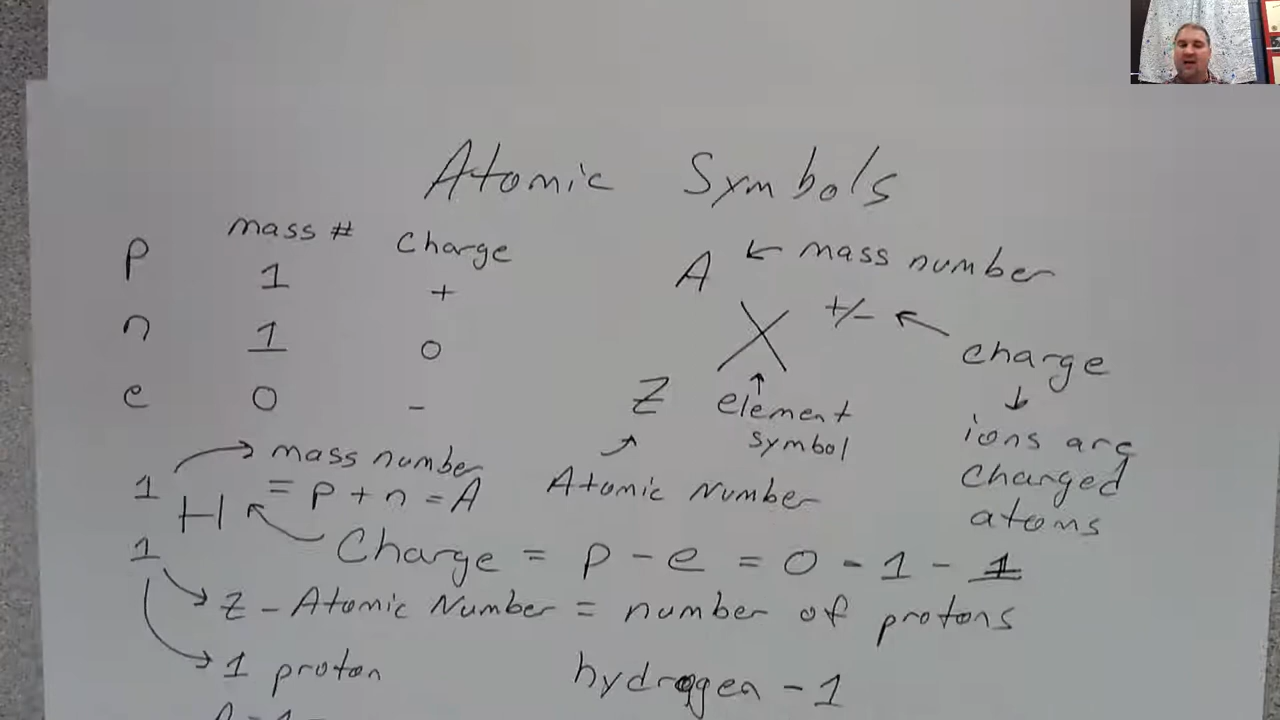 Atomic Symbols
mass # charge
p 1 +
n 1 0
e 0 -
A ← mass number
X +/- ← charge
Z element symbol
Atomic Number
↓
ions are
charged
atoms
1 → mass number
H = p + n = A
1 Charge = p - e = 0 - 1 - 1
Z - Atomic Number = number of protons
1 proton
hydrogen - 1